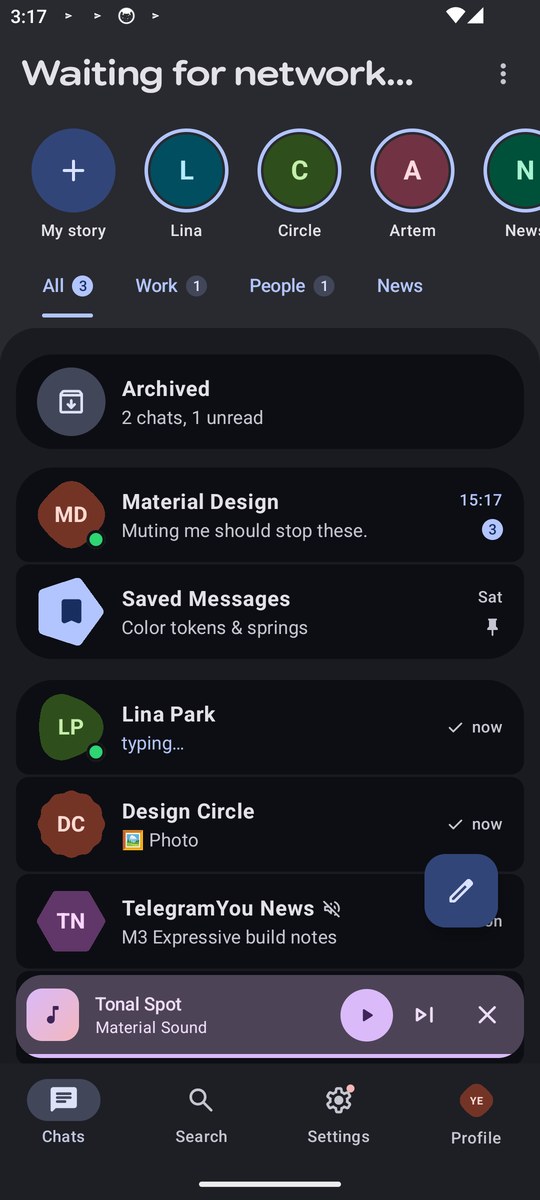 3:17
Waiting for network...
L
C
A
N
My story
Lina
Circle
Artem
News
All 3
Work 1
People 1
News
Archived
2 chats, 1 unread
MD
Material Design
15:17
Muting me should stop these.
3
Saved Messages
Sat
Color tokens & springs
LP
Lina Park
typing...
now
DC
Design Circle
now
Photo
TN
TelegramYou News
M3 Expressive build notes
Tonal Spot
Material Sound
Chats
Search
Settings
YE
Profile